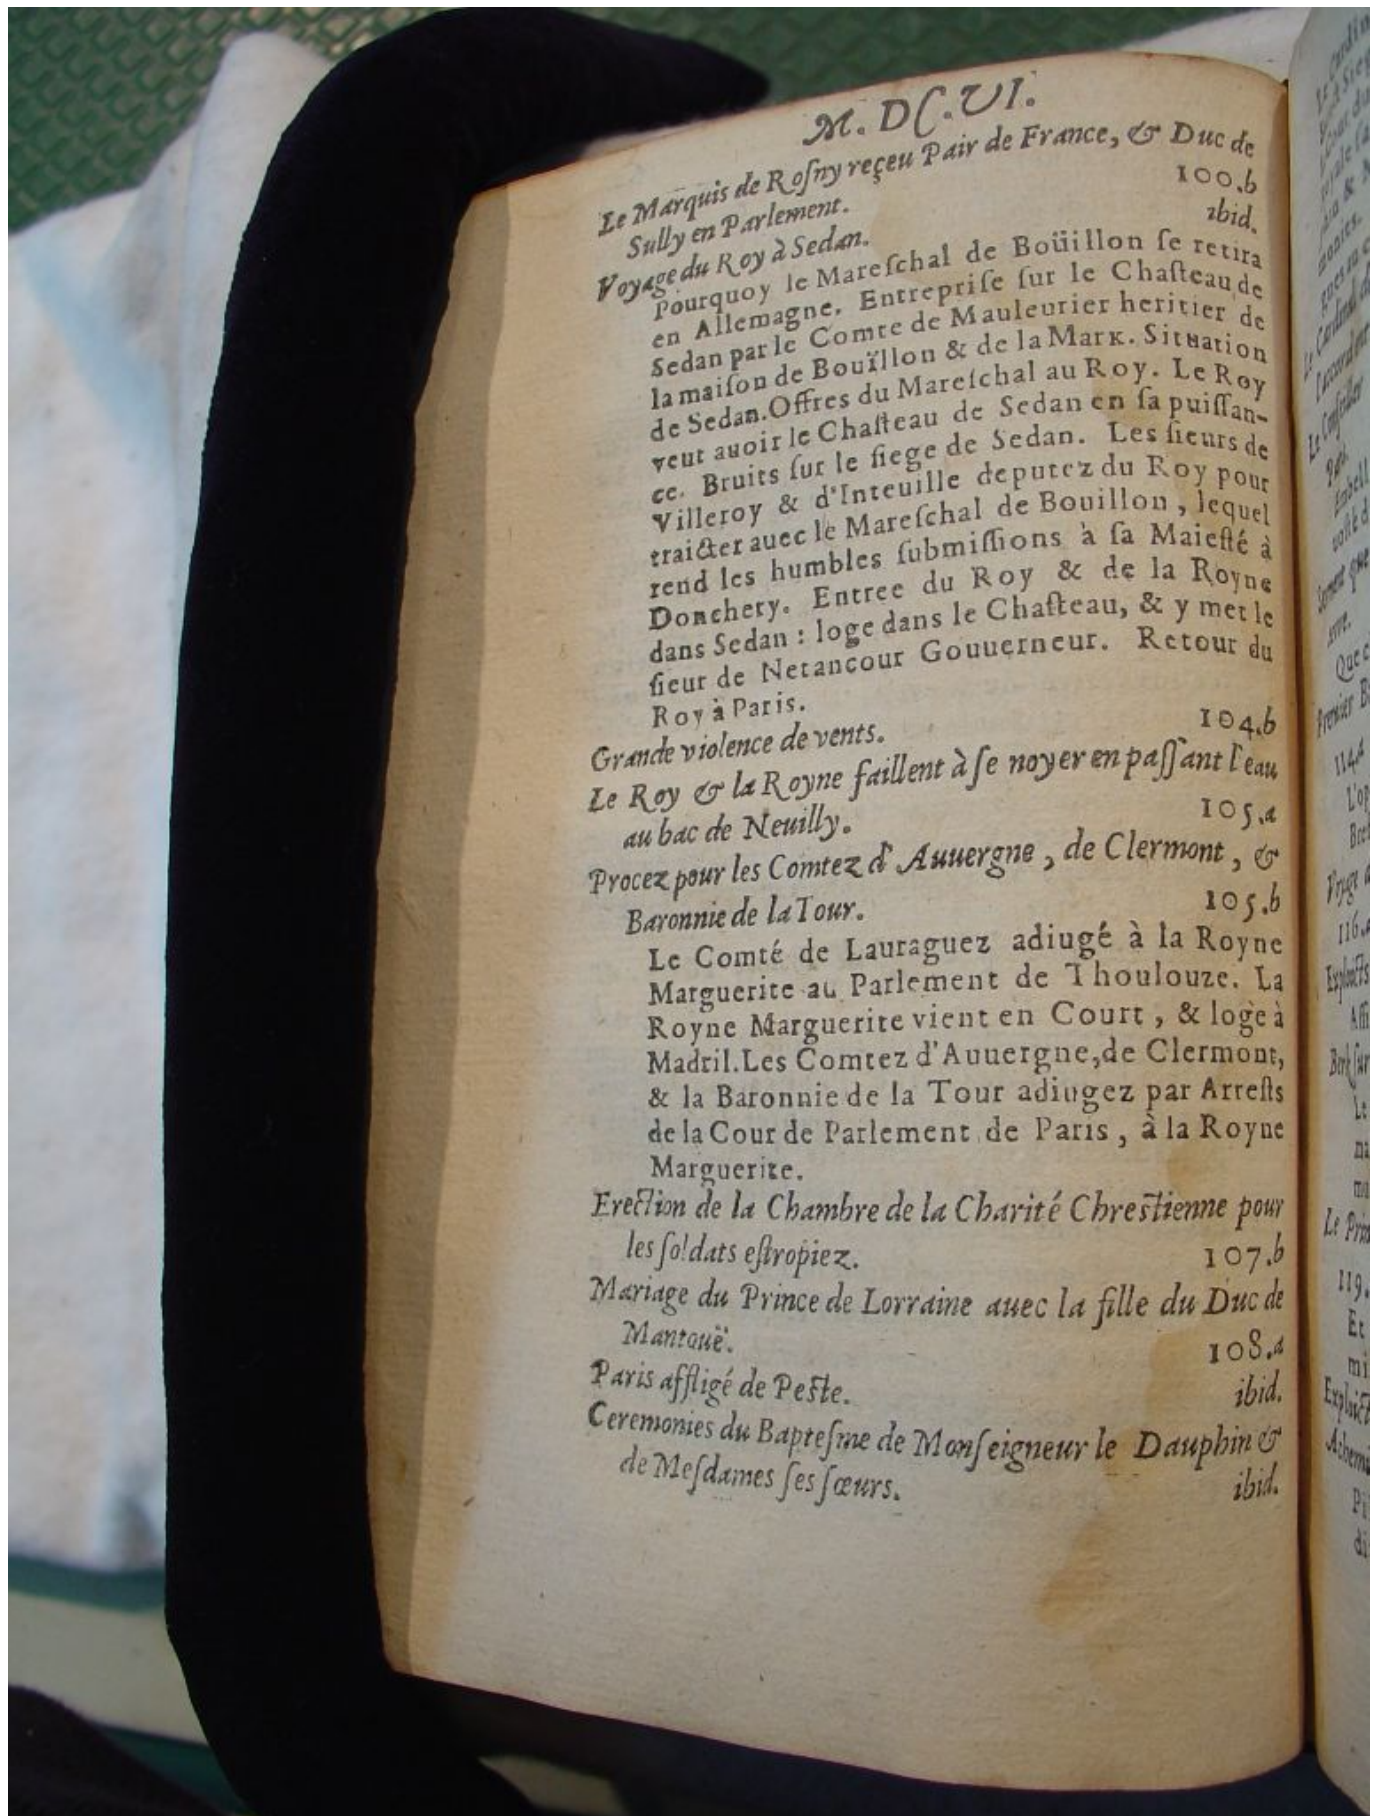 M. DC. VI.
Le Marquis de Roſny reçeu Pair de France, & Duc de
Sully en Parlement. 100.b
Voyage du Roy à Sedan. ibid.
Pourquoy le Mareſchal de Boüillon ſe retira
en Allemagne. Entrepriſe ſur le Chaſteau de
Sedan par le Comte de Mauleurier heritier de
la maiſon de Bouïllon & de la Mark. Situation
de Sedan. Offres du Mareſchal au Roy. Le Roy
veut auoir le Chaſteau de Sedan en ſa puiſſan-
ce. Bruits ſur le ſiege de Sedan. Les ſieurs de
Villeroy & d'Inteuille deputez du Roy pour
traicter auec le Mareſchal de Bouillon, lequel
rend les humbles ſubmiſſions à ſa Maieſté à
Donchery. Entree du Roy & de la Royne
dans Sedan : loge dans le Chaſteau, & y met le
ſieur de Netancour Gouuerneur. Retour du
Roy à Paris.
Grande violence de vents. 104.b
Le Roy & la Royne faillent à ſe noyer en paſſant l'eau
au bac de Neuilly. 105.a
Procez pour les Comtez d'Auuergne, de Clermont, &
Baronnie de la Tour. 105.b
Le Comté de Lauraguez adiugé à la Royne
Marguerite au Parlement de Thoulouze. La
Royne Marguerite vient en Court, & loge à
Madril. Les Comtez d'Auuergne, de Clermont,
& la Baronnie de la Tour adiugez par Arreſts
de la Cour de Parlement de Paris, à la Royne
Marguerite.
Erection de la Chambre de la Charité Chreſtienne pour
les ſoldats eſtropiez. 107.b
Mariage du Prince de Lorraine auec la fille du Duc de
Mantouë. 108.a
Paris affligé de Peſte. ibid.
Ceremonies du Bapteſme de Monſeigneur le Dauphin &
de Meſdames ſes ſœurs. ibid.